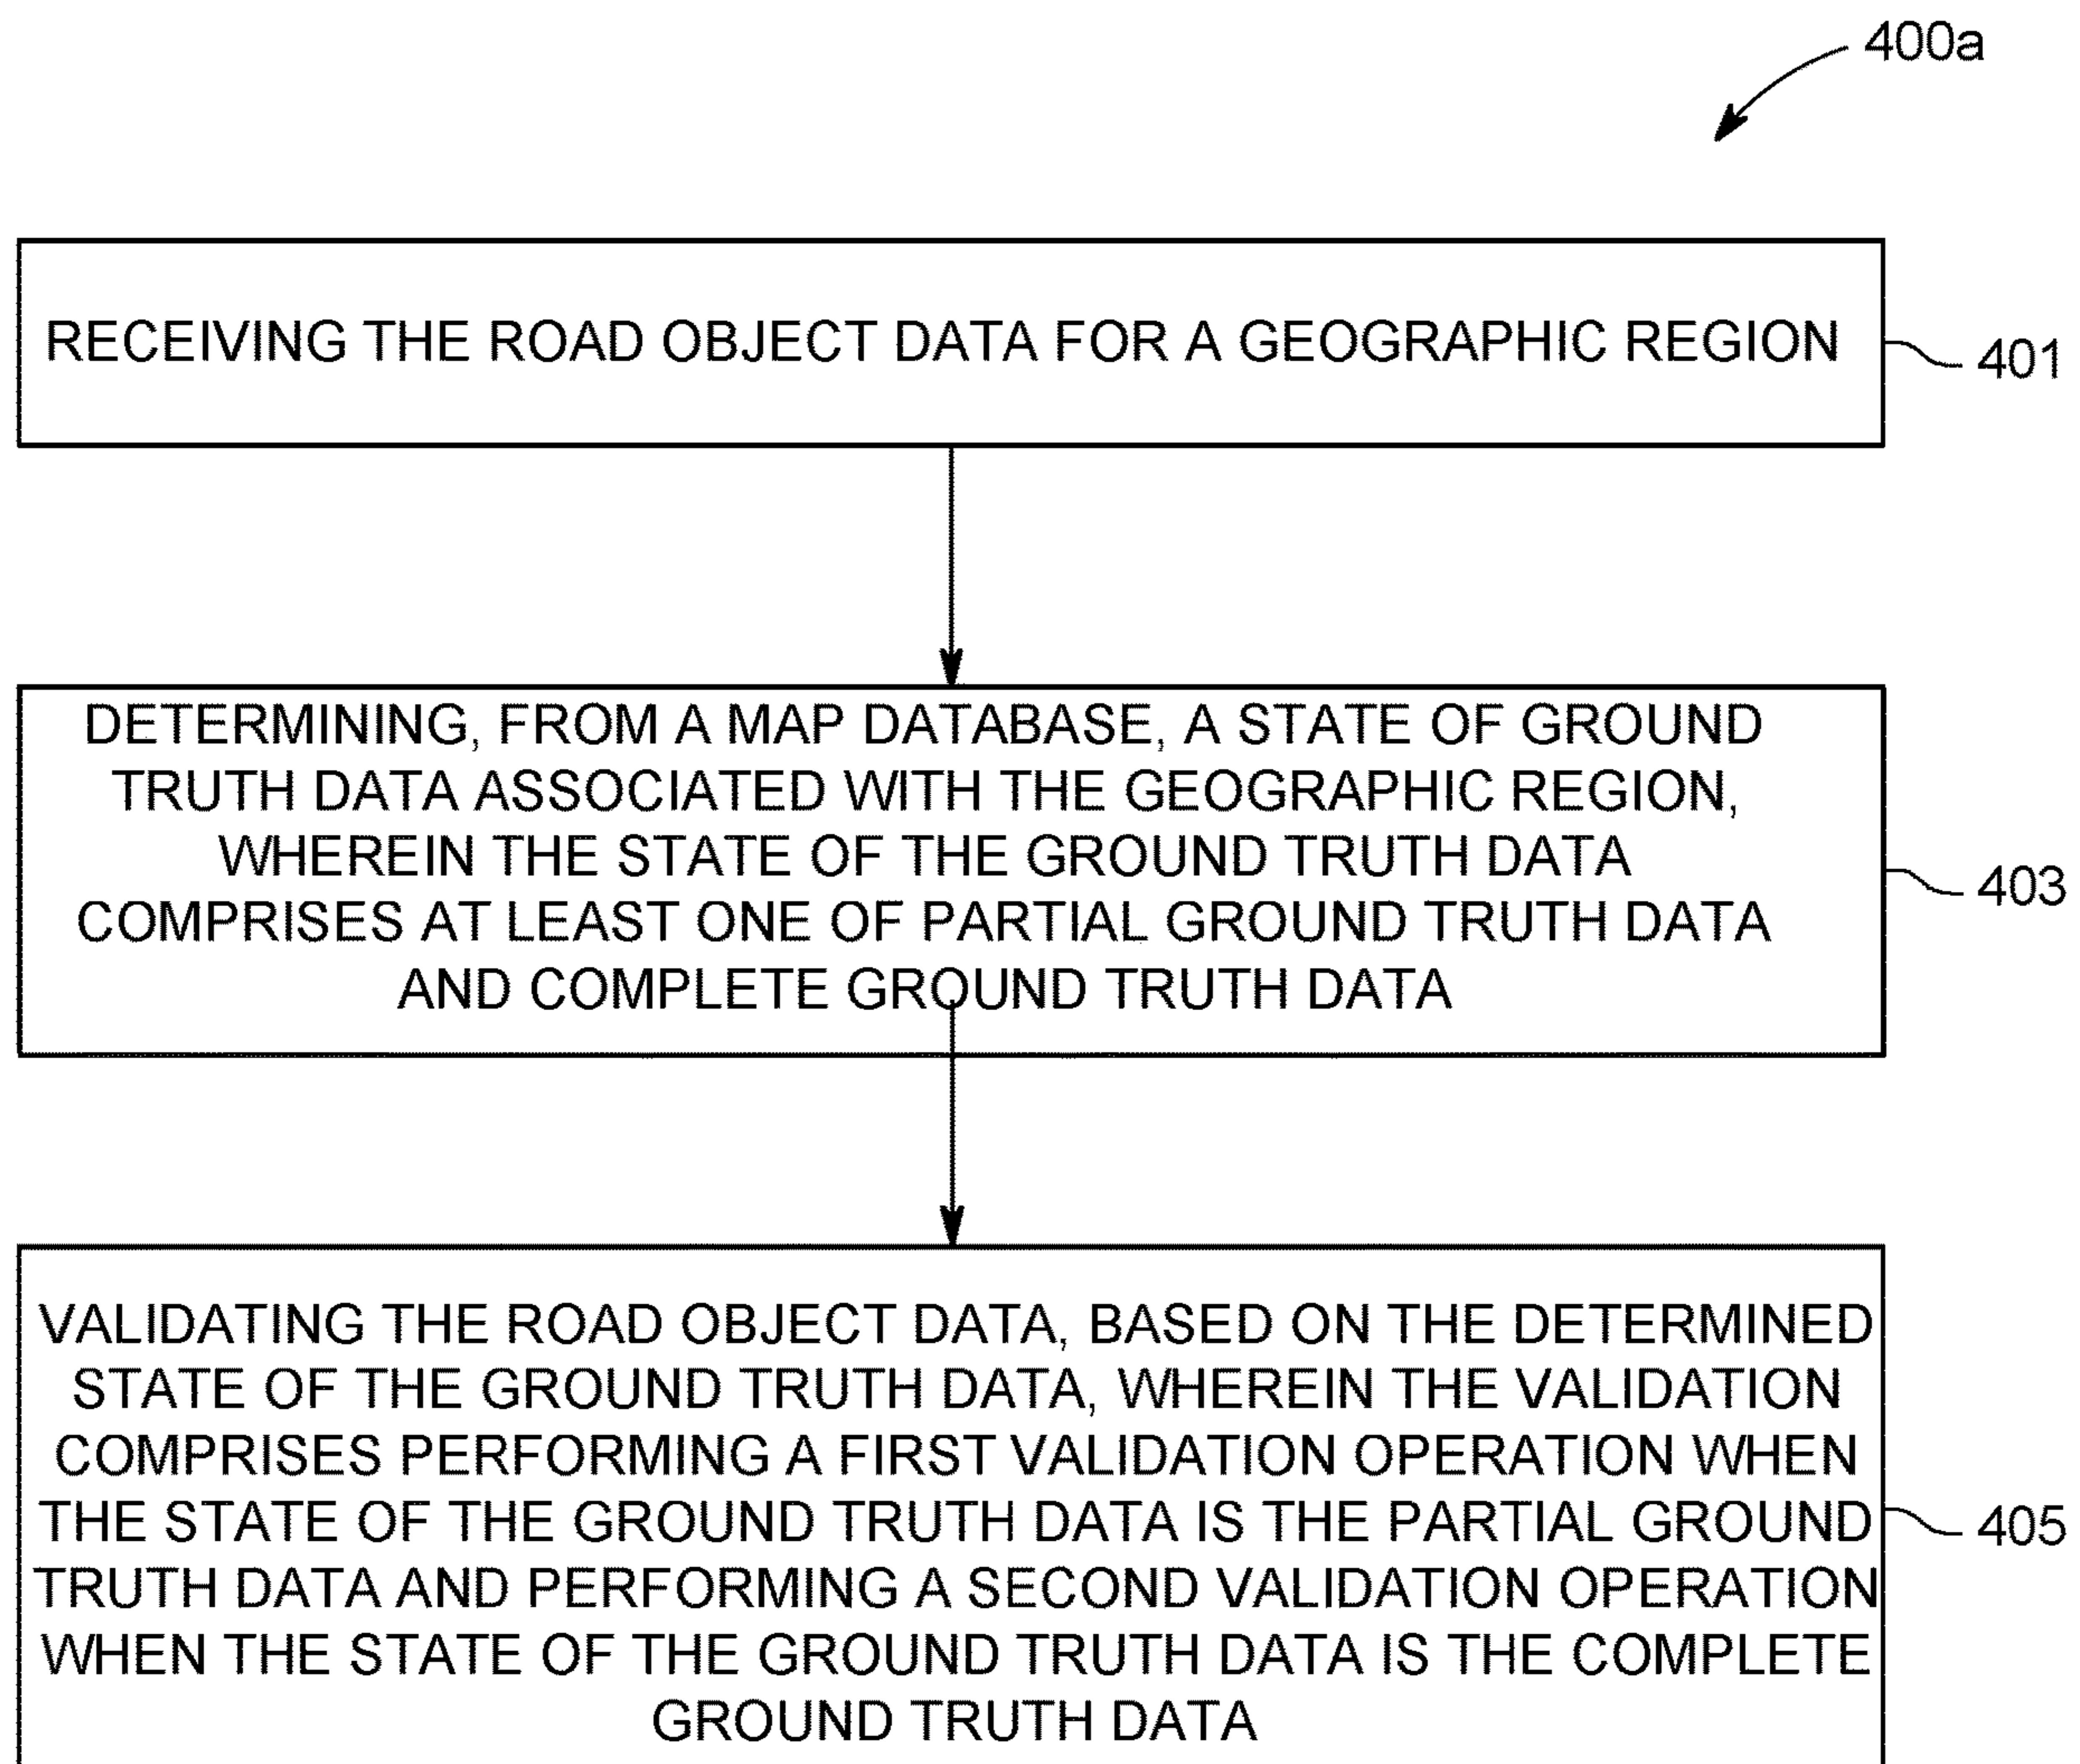 400a
RECEIVING THE ROAD OBJECT DATA FOR A GEOGRAPHIC REGION
401
DETERMINING, FROM A MAP DATABASE, A STATE OF GROUND
TRUTH DATA ASSOCIATED WITH THE GEOGRAPHIC REGION,
WHEREIN THE STATE OF THE GROUND TRUTH DATA
COMPRISES AT LEAST ONE OF PARTIAL GROUND TRUTH DATA
AND COMPLETE GROUND TRUTH DATA
403
VALIDATING THE ROAD OBJECT DATA, BASED ON THE DETERMINED
STATE OF THE GROUND TRUTH DATA, WHEREIN THE VALIDATION
COMPRISES PERFORMING A FIRST VALIDATION OPERATION WHEN
THE STATE OF THE GROUND TRUTH DATA IS THE PARTIAL GROUND
TRUTH DATA AND PERFORMING A SECOND VALIDATION OPERATION
WHEN THE STATE OF THE GROUND TRUTH DATA IS THE COMPLETE
GROUND TRUTH DATA
405